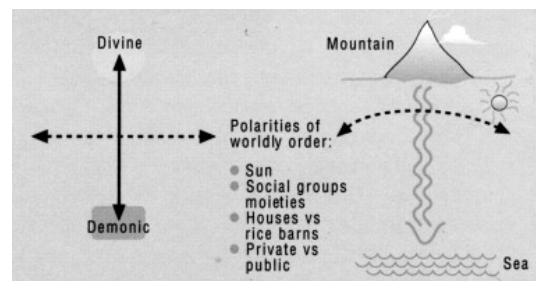 Divine
Mountain
Polarities of
worldly order:
Sun
Social groups
moieties
Houses vs
rice barns
Private vs
public
Demonic
Sea